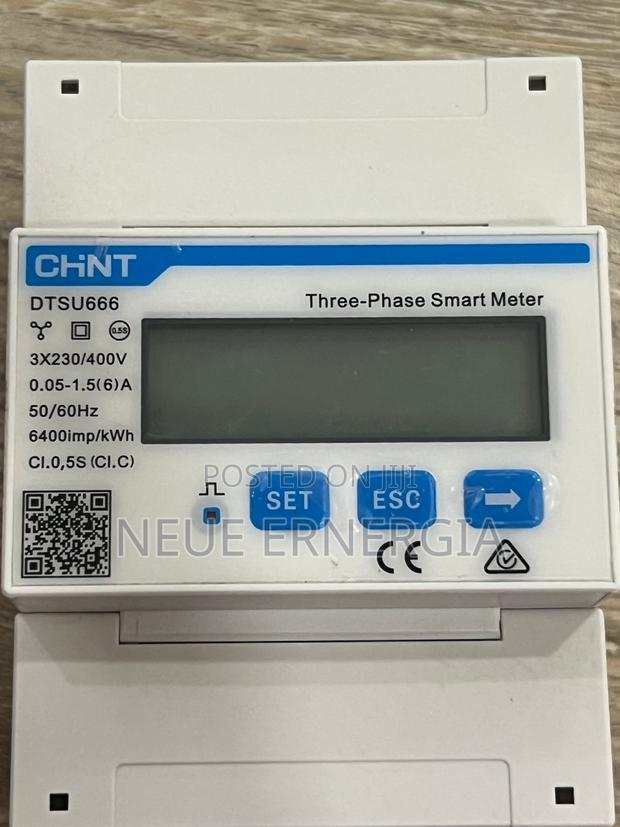 CHiNT
DTSU666
Three-Phase Smart Meter
0.5S
3X230/400V
0.05-1.5(6)A
50/60Hz
6400imp/kWh
Cl.0,5S (Cl.C)
SET
ESC
CE
POSTED ON JIJI
NEUE ERNERGIA